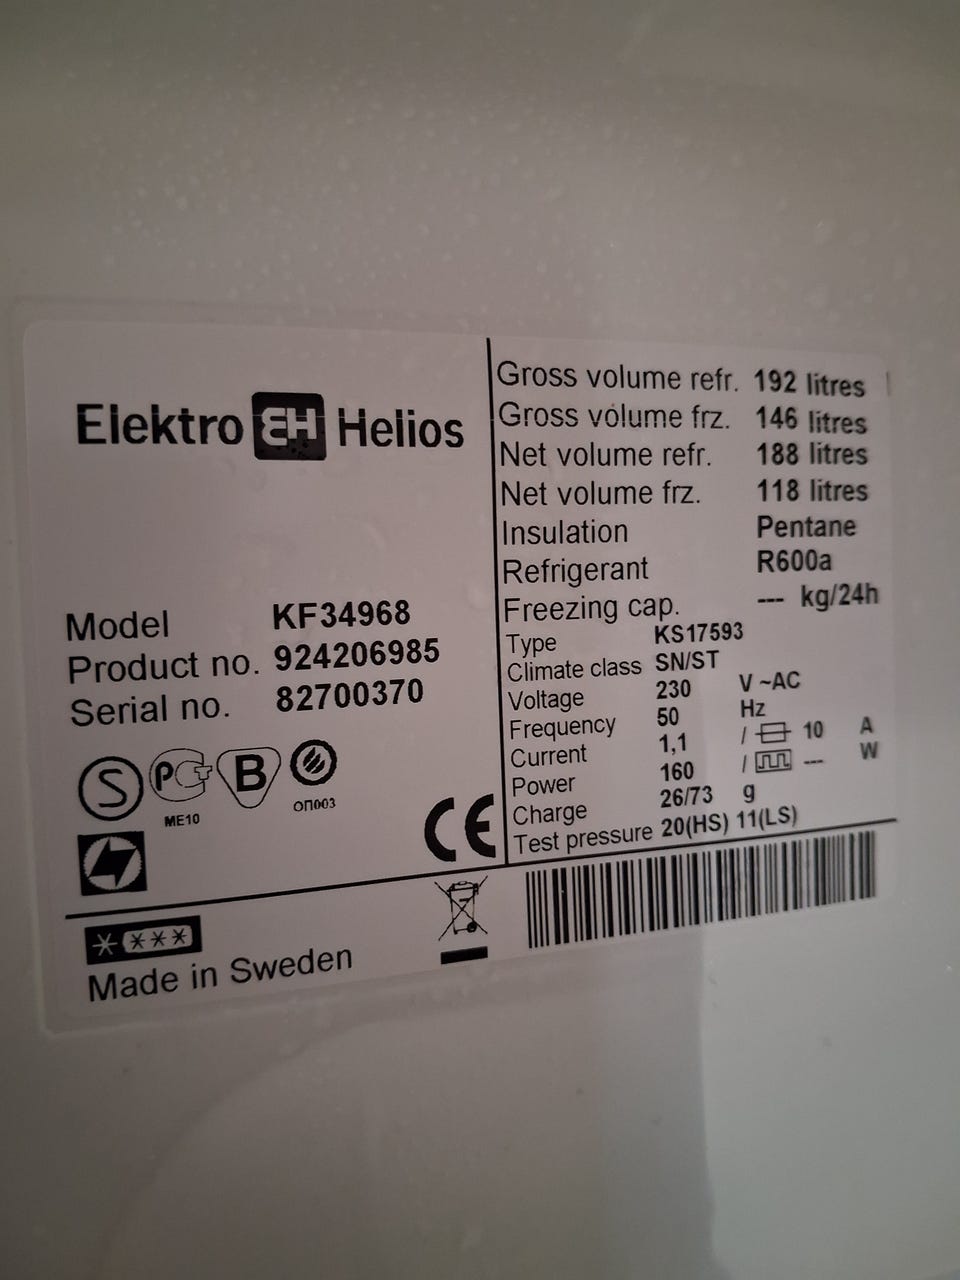 Elektro EH Helios
Model KF34968
Product no. 924206985
Serial no. 82700370
S PCT B
ME10 ОП003
CE
Made in Sweden
Gross volume refr. 192 litres
Gross volume frz. 146 litres
Net volume refr. 188 litres
Net volume frz. 118 litres
Insulation Pentane
Refrigerant R600a
Freezing cap. --- kg/24h
Type KS17593
Climate class SN/ST
Voltage 230 V ~AC
Frequency 50 Hz
Current 1,1 / 10 A
Power 160 / --- W
Charge 26/73 g
Test pressure 20(HS) 11(LS)